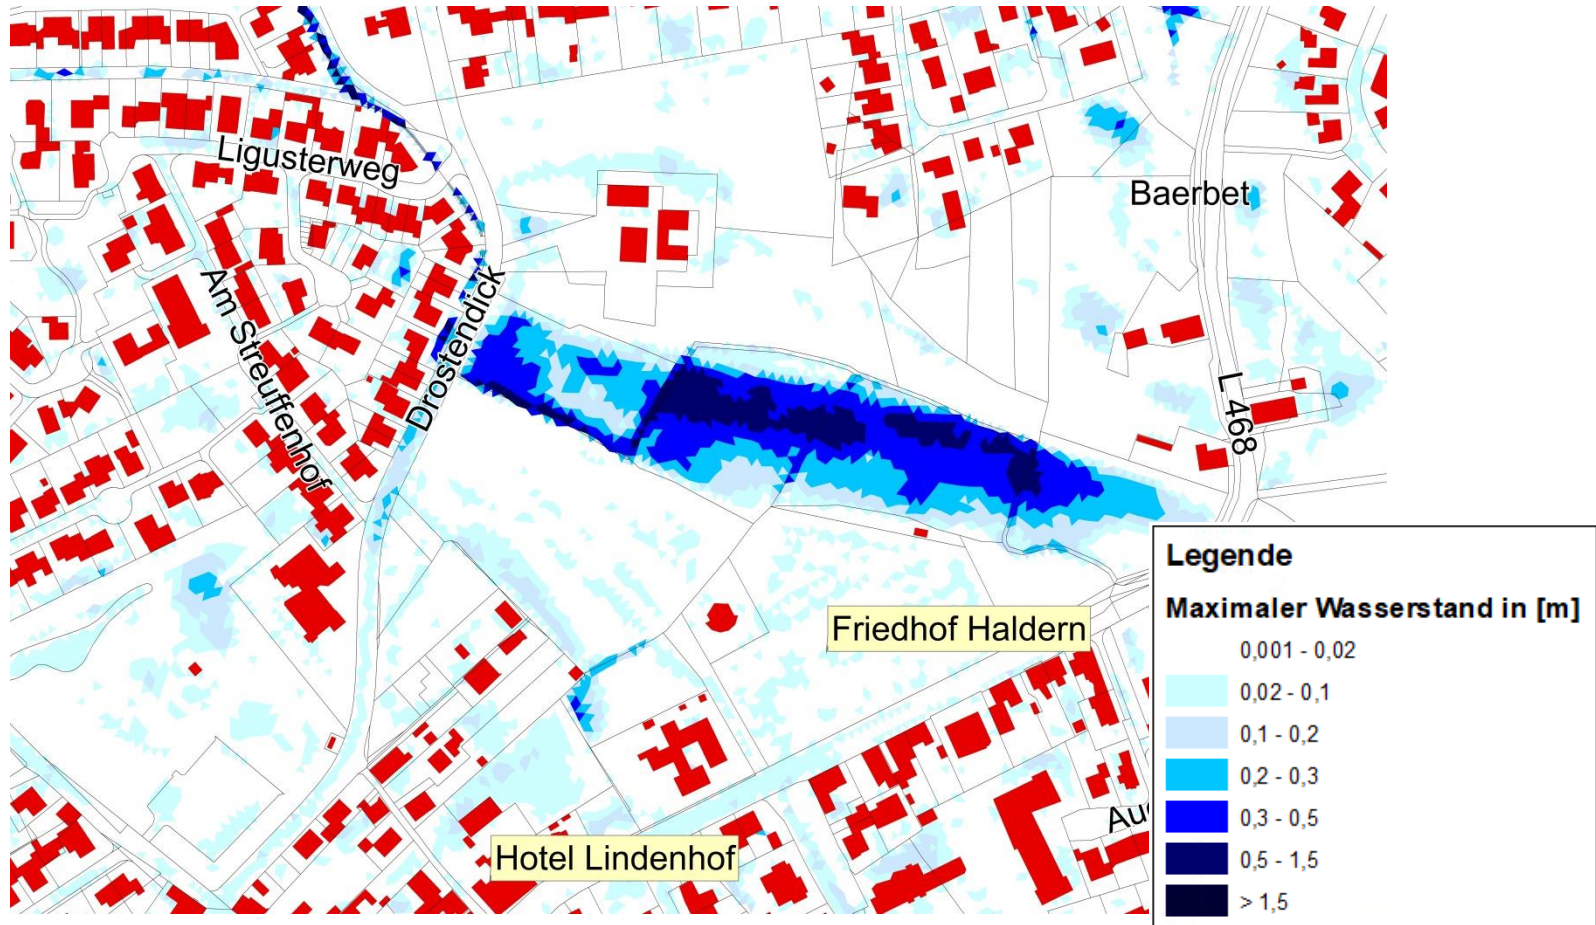 Ligusterweg
Baerbet
Am Streuffenhof
Drostendick
L 468
Friedhof Haldern
Hotel Lindenhof
Au
Legende
Maximaler Wasserstand in [m]
0,001 - 0,02
0,02 - 0,1
0,1 - 0,2
0,2 - 0,3
0,3 - 0,5
0,5 - 1,5
> 1,5